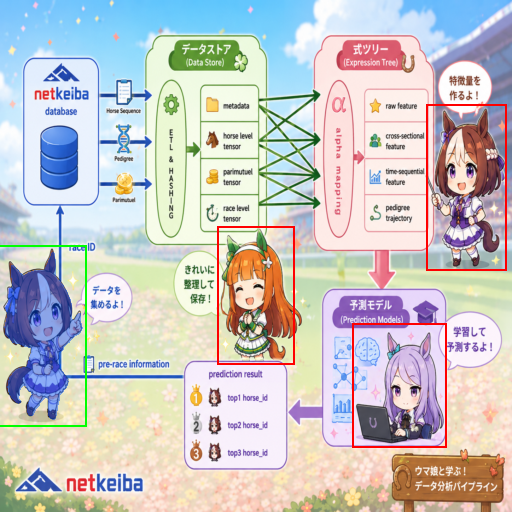 netkeiba
database
Horse Sequence
Pedigree
Parimutuel
データストア
(Data Store)
ETL & HASHING
metadata
horse level
tensor
parimutuel
tensor
race level
tensor
式ツリー
(Expression Tree)
α
alpha mapping
raw feature
cross-sectional
feature
time-sequential
feature
pedigree
trajectory
特徴量を
作るよ！
race ID
データを
集めるよ！
きれいに
整理して
保存！
予測モデル
(Prediction Models)
学習して
予測するよ！
pre-race information
prediction result
1 top1 horse_id
2 top2 horse_id
3 top3 horse_id
netkeiba
ウマ娘と学ぶ！
データ分析パイプライン